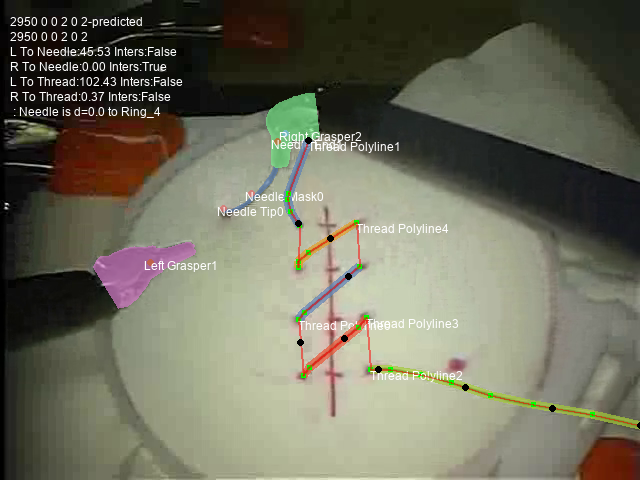 2950 0 0 2 0 2-predicted
2950 0 0 2 0 2
L To Needle:45.53 Inters:False
R To Needle:0.00 Inters:True
L To Thread:102.43 Inters:False
R To Thread:0.37 Inters:False
: Needle is d=0.0 to Ring_4
Right Grasper2
Thread Polyline1
Needle Mask0
Needle Tip0
Thread Polyline4
Left Grasper1
Thread Polyline3
Thread Polyline2